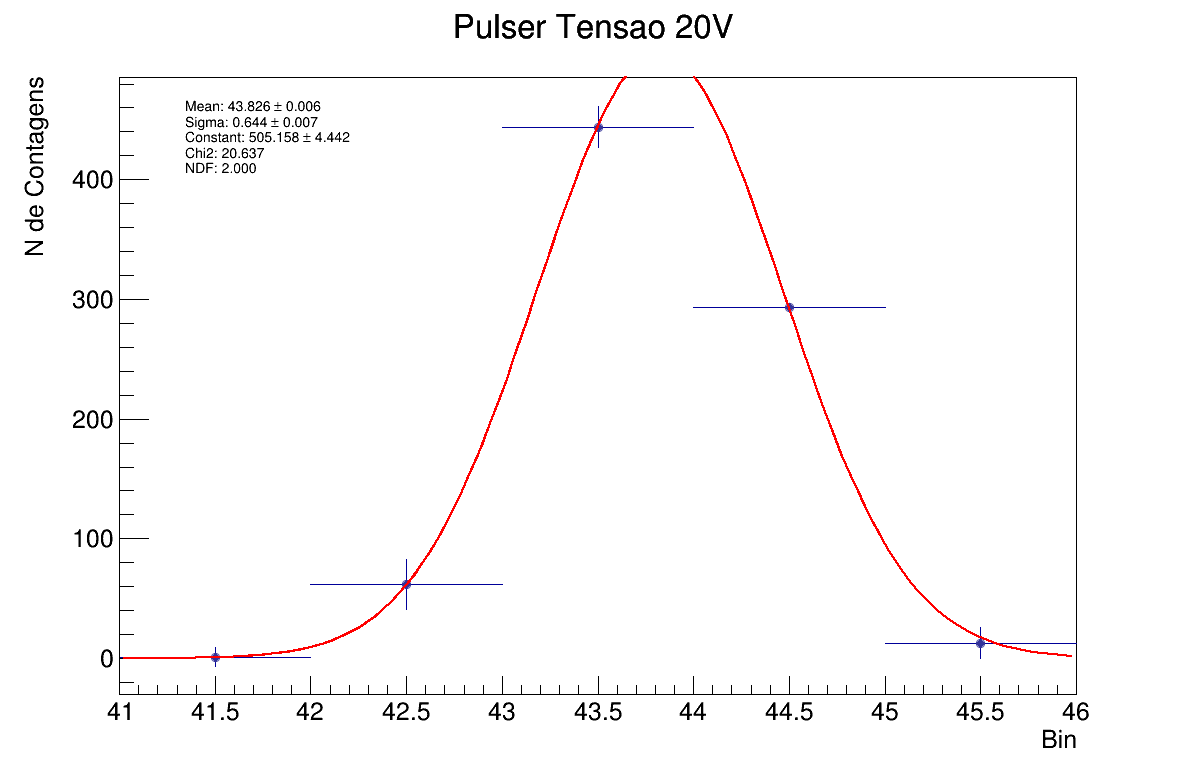 Pulser Tensao 20V
N de Contagens
Mean: 43.826 ± 0.006
Sigma: 0.644 ± 0.007
Constant: 505.158 ± 4.442
Chi2: 20.637
NDF: 2.000
400
300
200
100
0
41 41.5 42 42.5 43 43.5 44 44.5 45 45.5 46
Bin